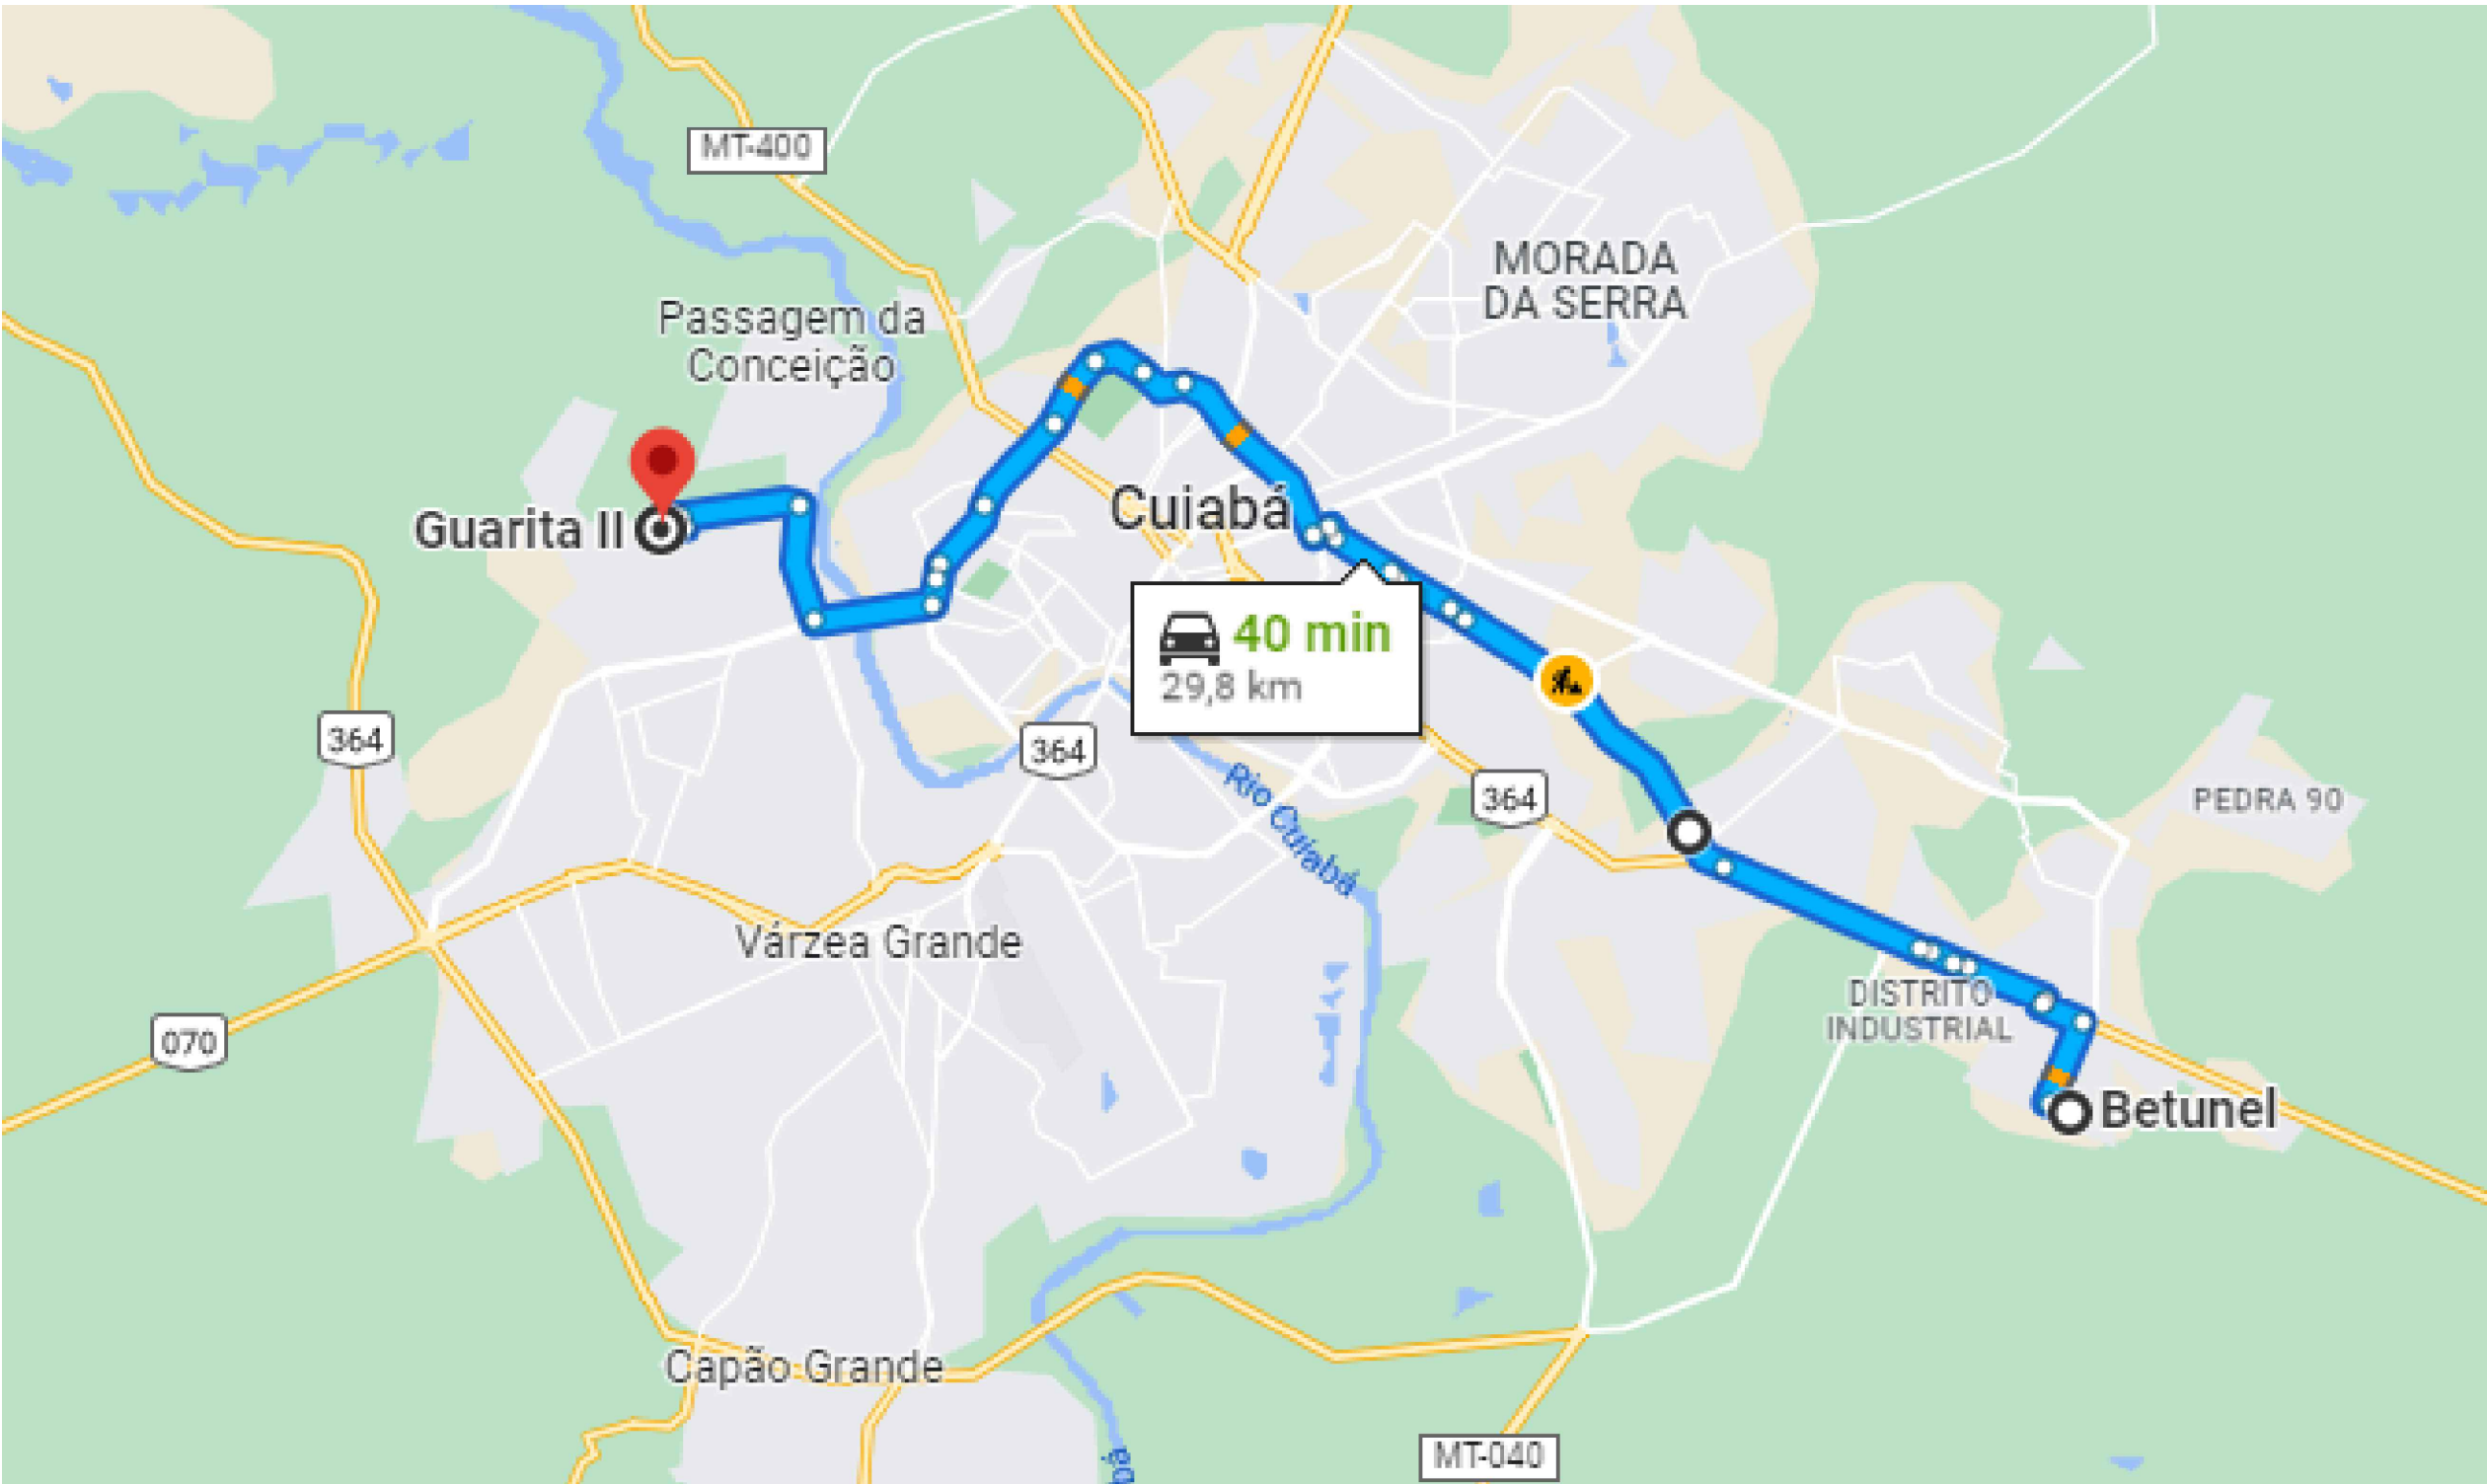 MT-400
MORADA
DA SERRA
Passagem da
Conceição
Cuiabá
Guarita II
40 min
29,8 km
364
364
Rio Cuiabá
364
PEDRA 90
Várzea Grande
DISTRITO
INDUSTRIAL
070
Betunel
Capão Grande
MT-040